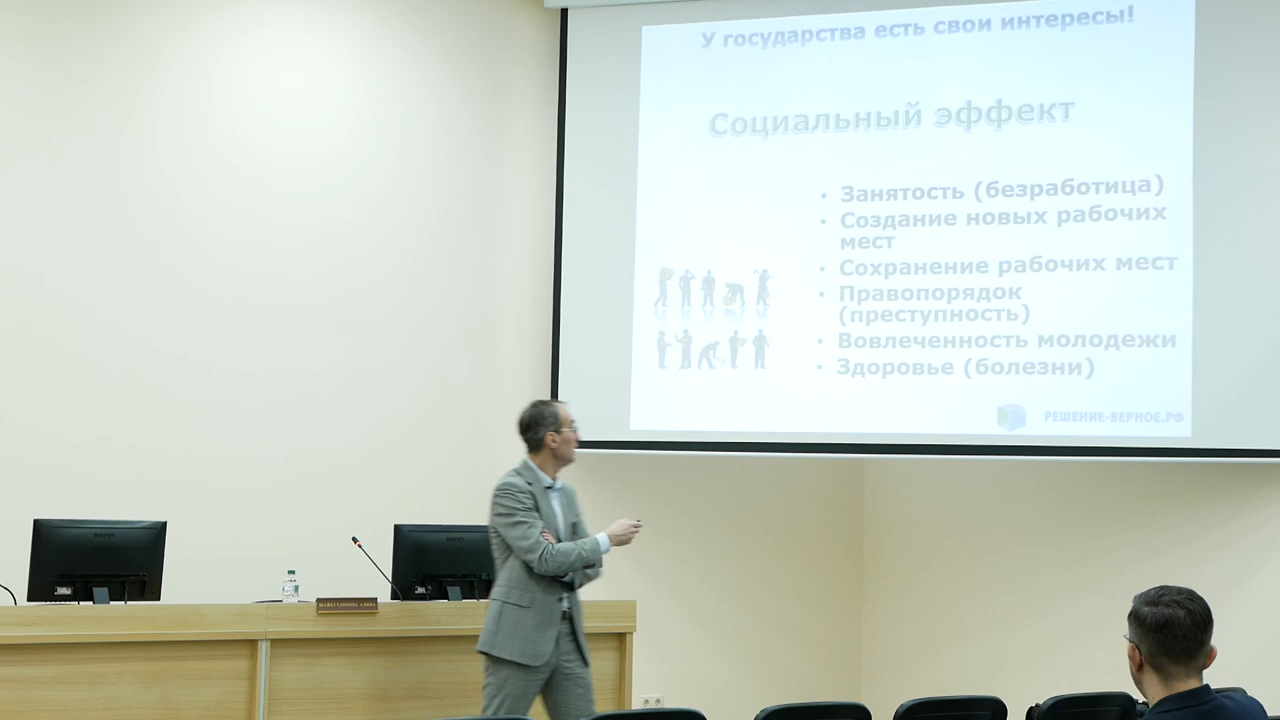 У государства есть свои интересы!
Социальный эффект
• Занятость (безработица)
• Создание новых рабочих
мест
• Сохранение рабочих мест
• Правопорядок
(преступность)
• Вовлеченность молодежи
• Здоровье (болезни)
РЕШЕНИЕ-ВЕРНОЕ.РФ